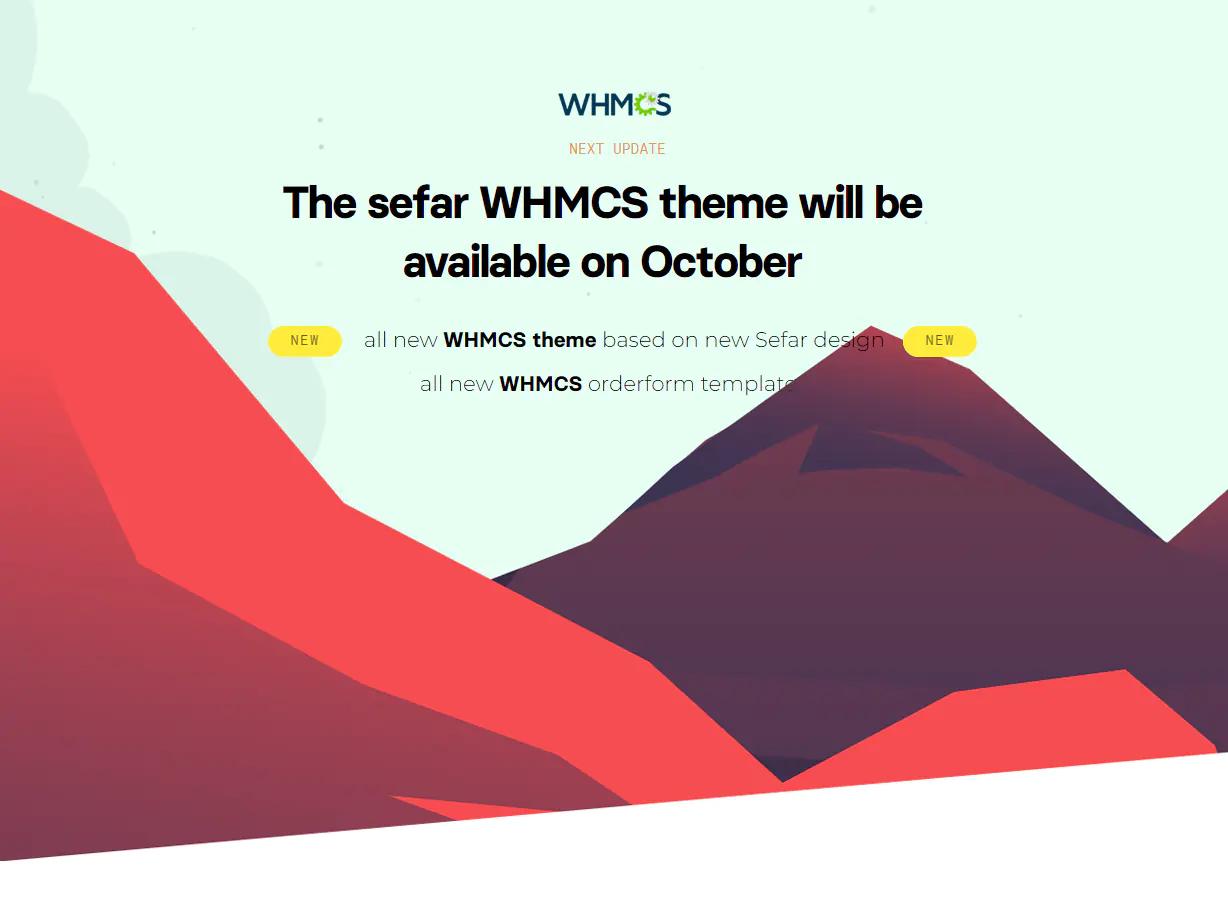 WHMCS
NEXT UPDATE
The sefar WHMCS theme will be
available on October
NEW all new WHMCS theme based on new Sefar design NEW
all new WHMCS orderform template